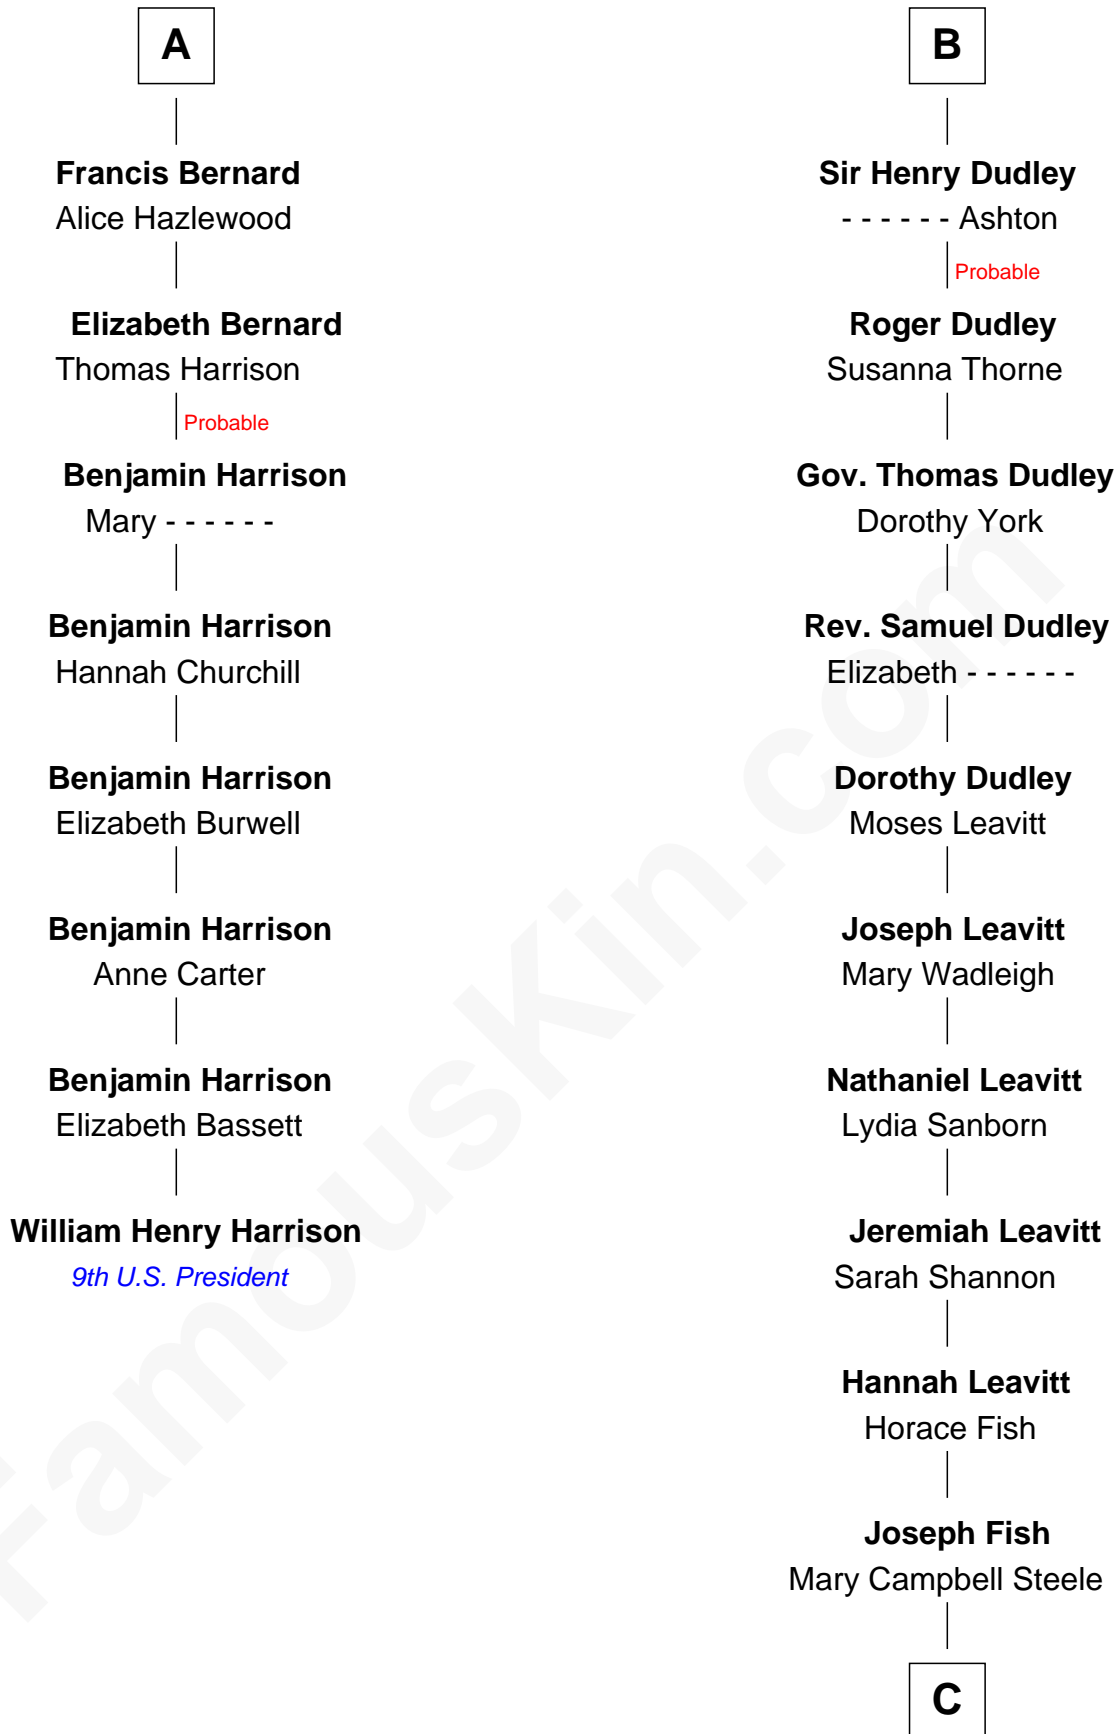 A
Francis Bernard
Alice Hazlewood
Elizabeth Bernard
Thomas Harrison
Probable
Benjamin Harrison
Mary - - - - - -
Benjamin Harrison
Hannah Churchill
Benjamin Harrison
Elizabeth Burwell
Benjamin Harrison
Anne Carter
Benjamin Harrison
Elizabeth Bassett
William Henry Harrison
9th U.S. President
B
Sir Henry Dudley
- - - - - - Ashton
Probable
Roger Dudley
Susanna Thorne
Gov. Thomas Dudley
Dorothy York
Rev. Samuel Dudley
Elizabeth - - - - - -
Dorothy Dudley
Moses Leavitt
Joseph Leavitt
Mary Wadleigh
Nathaniel Leavitt
Lydia Sanborn
Jeremiah Leavitt
Sarah Shannon
Hannah Leavitt
Horace Fish
Joseph Fish
Mary Campbell Steele
C
FamousKin.com